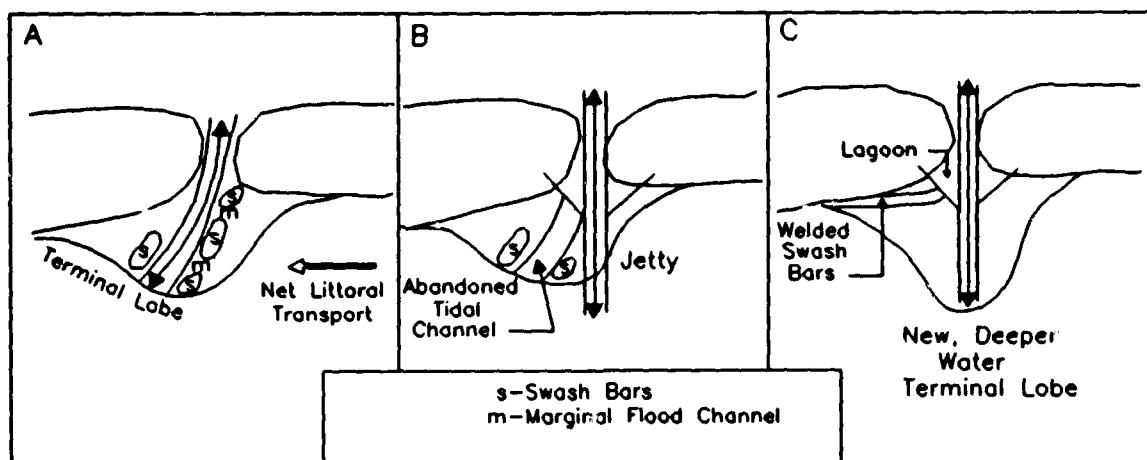 A
s
m
s
m
s
s
Terminal Lobe
Net Littoral
Transport
B
s
s
Abandoned
Tidal
Channel
Jetty
C
Lagoon
Welded
Swash
Bars
New, Deeper
Water
Terminal Lobe
s-Swash Bars
m-Marginal Flood Channel